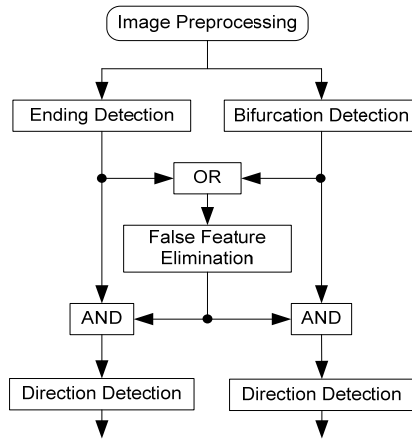 Image Preprocessing
Ending Detection
Bifurcation Detection
OR
False Feature
Elimination
AND
AND
Direction Detection
Direction Detection